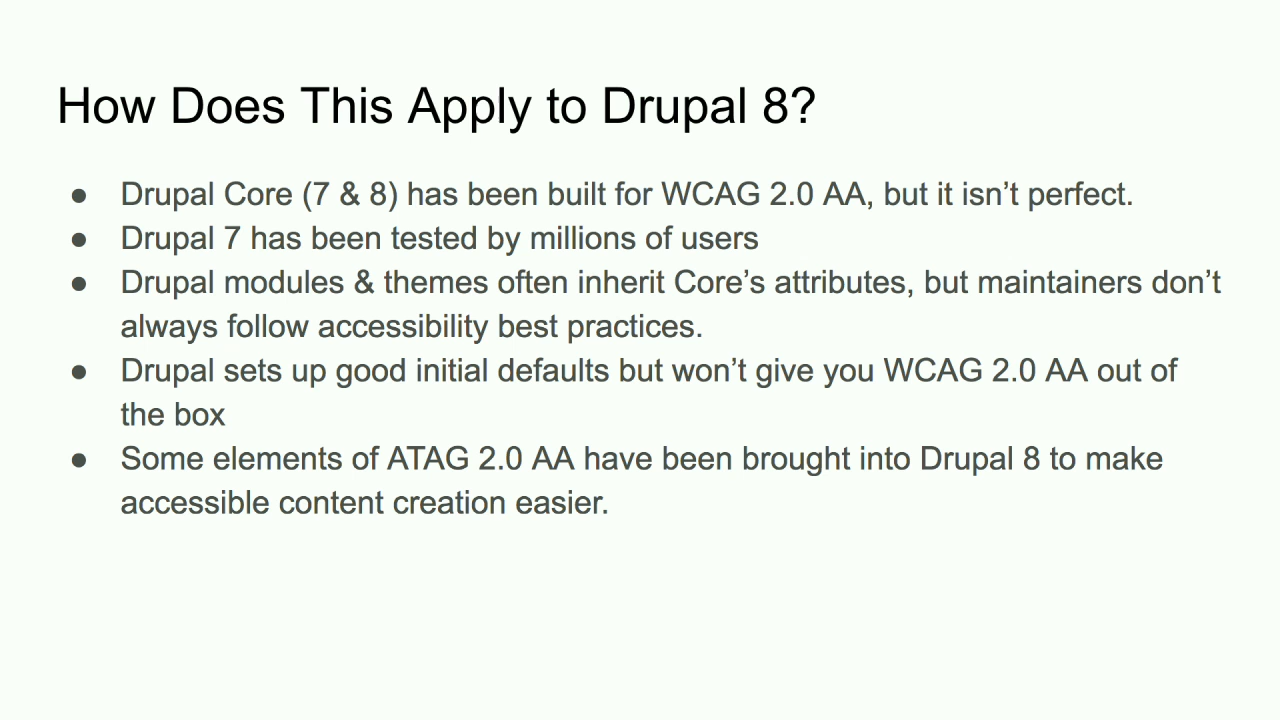 How Does This Apply to Drupal 8?
● Drupal Core (7 & 8) has been built for WCAG 2.0 AA, but it isn’t perfect.
● Drupal 7 has been tested by millions of users
● Drupal modules & themes often inherit Core’s attributes, but maintainers don’t
always follow accessibility best practices.
● Drupal sets up good initial defaults but won’t give you WCAG 2.0 AA out of
the box
● Some elements of ATAG 2.0 AA have been brought into Drupal 8 to make
accessible content creation easier.